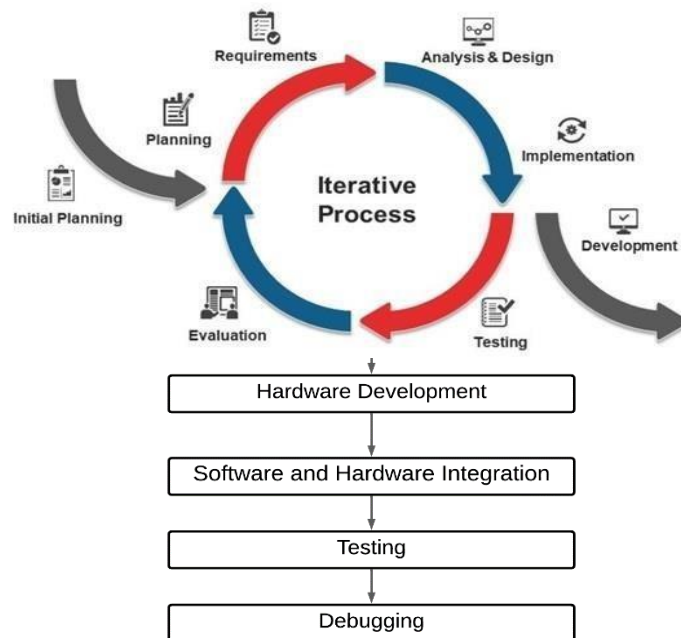 Requirements
Analysis & Design
Planning
Implementation
Iterative
Process
Initial Planning
Development
Evaluation
Testing
Hardware Development
Software and Hardware Integration
Testing
Debugging